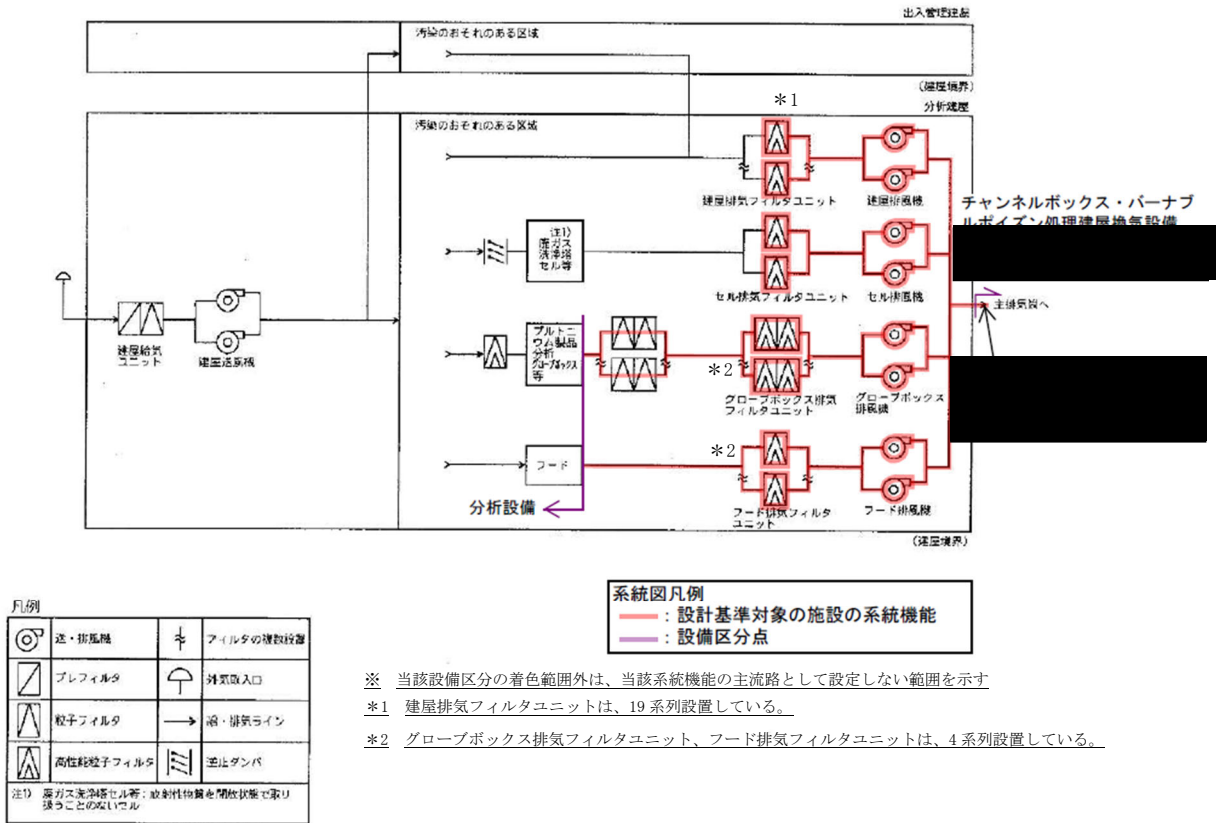 出入管理建屋
汚染のおそれのある区域
(建屋境界)
分析建屋
汚染のおそれのある区域
*1
建屋排気フィルタユニット
建屋排風機
チャンネルボックス・バーナブ
ルポイズン処理建屋換気設備
注1)
廃ガス
洗浄塔
セル等
セル排気フィルタユニット
セル排風機
主排気筒へ
建屋給気
ユニット
建屋送風機
プルトニ
ウム製品
分析
グローブボックス
等
*2
グローブボックス排気
フィルタユニット
グローブボックス
排風機
*2
フード
分析設備
フード排気フィルタ
ユニット
フード排風機
(建屋境界)
系統図凡例
:設計基準対象の施設の系統機能
:設備区分点
凡例
送・排風機
フィルタの複数設置
プレフィルタ
外気取入口
粒子フィルタ
給・排気ライン
高性能粒子フィルタ
逆止ダンパ
注1) 廃ガス洗浄塔セル等:放射性物質を開放状態で取り
扱うことのないセル
※ 当該設備区分の着色範囲外は、当該系統機能の主流路として設定しない範囲を示す
*1 建屋排気フィルタユニットは、19系列設置している。
*2 グローブボックス排気フィルタユニット、フード排気フィルタユニットは、4系列設置している。